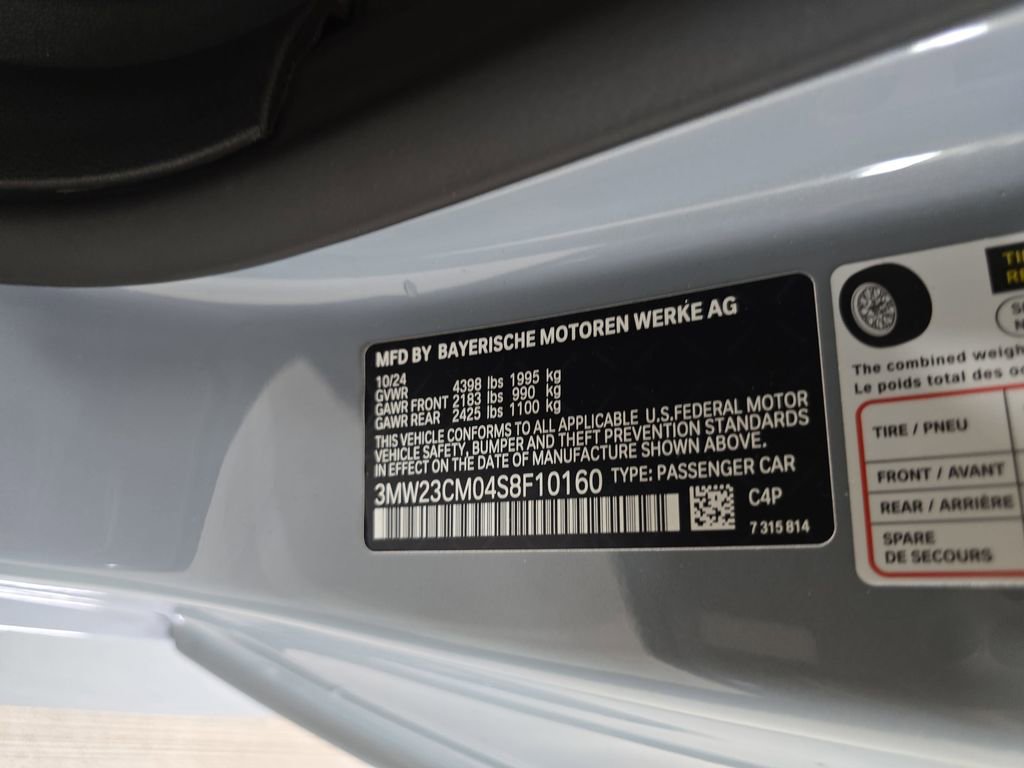 MFD BY BAYERISCHE MOTOREN WERKE AG
10/24
GVWR 4398 lbs 1995 kg
GAWR FRONT 2183 lbs 990 kg
GAWR REAR 2425 lbs 1100 kg
THIS VEHICLE CONFORMS TO ALL APPLICABLE U.S.FEDERAL MOTOR
VEHICLE SAFETY, BUMPER AND THEFT PREVENTION STANDARDS
IN EFFECT ON THE DATE OF MANUFACTURE SHOWN ABOVE.
3MW23CM04S8F10160 TYPE: PASSENGER CAR
C4P
7 315 814
The combined
Le poids total des
TIRE / PNEU
FRONT / AVANT
REAR / ARRIÈRE
SPARE
DE SECOURS